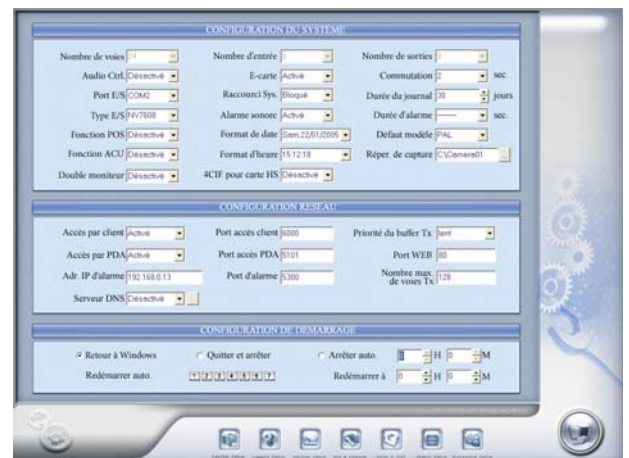 CONFIGURATION DU SYSTEME
Nombre de voies Nombre d'entrée Nombre de sorties
Audio Ctrl. Désactivé E-carte Activé Commutation 2 sec.
Port E/S COM2 Raccourci Sys. Bloqué Durée du journal 30 jours
Type E/S NV7608 Alarme sonore Activé Durée d'alarme ------ sec.
Fonction POS Désactivé Format de date Sam.22/01/2005 Défaut modèle PAL
Fonction ACU Désactivé Format d'heure 15:12:18 Réper. de capture C:\Camera01
Double moniteur Désactivé 4CIF pour carte HS Désactivé
CONFIGURATION RESEAU
Accès par client Activé Port accès client 6000 Priorité du buffer Tx lent
Accès par PDA Activé Port accès PDA 5101 Port WEB 80
Adr. IP d'alarme 192.168.0.13 Port d'alarme 5300 Nombre max. de voies Tx 128
Serveur DNS Désactivé
CONFIGURATION DE DEMARRAGE
Retour à Windows Quitter et arrêter Arrêter auto. 0 H 0 M
Redémarrer auto. 1 2 3 4 5 6 7 Redémarrer à 0 H 0 M